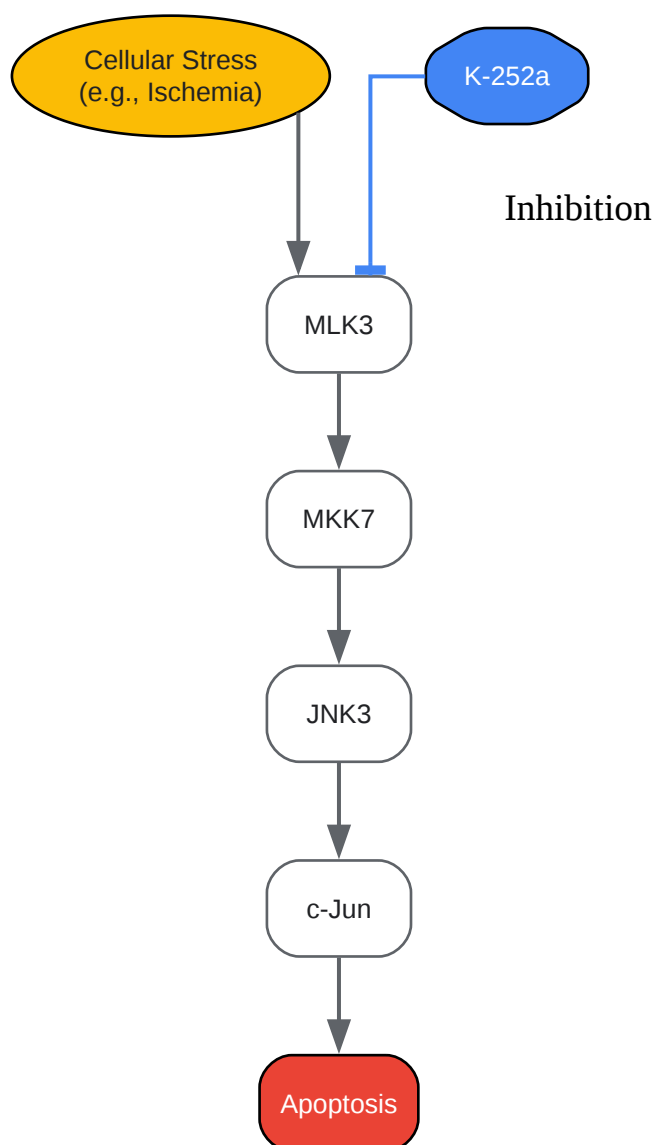 Cellular Stress
(e.g., Ischemia)
K-252a
Inhibition
MLK3
MKK7
JNK3
c-Jun
Apoptosis